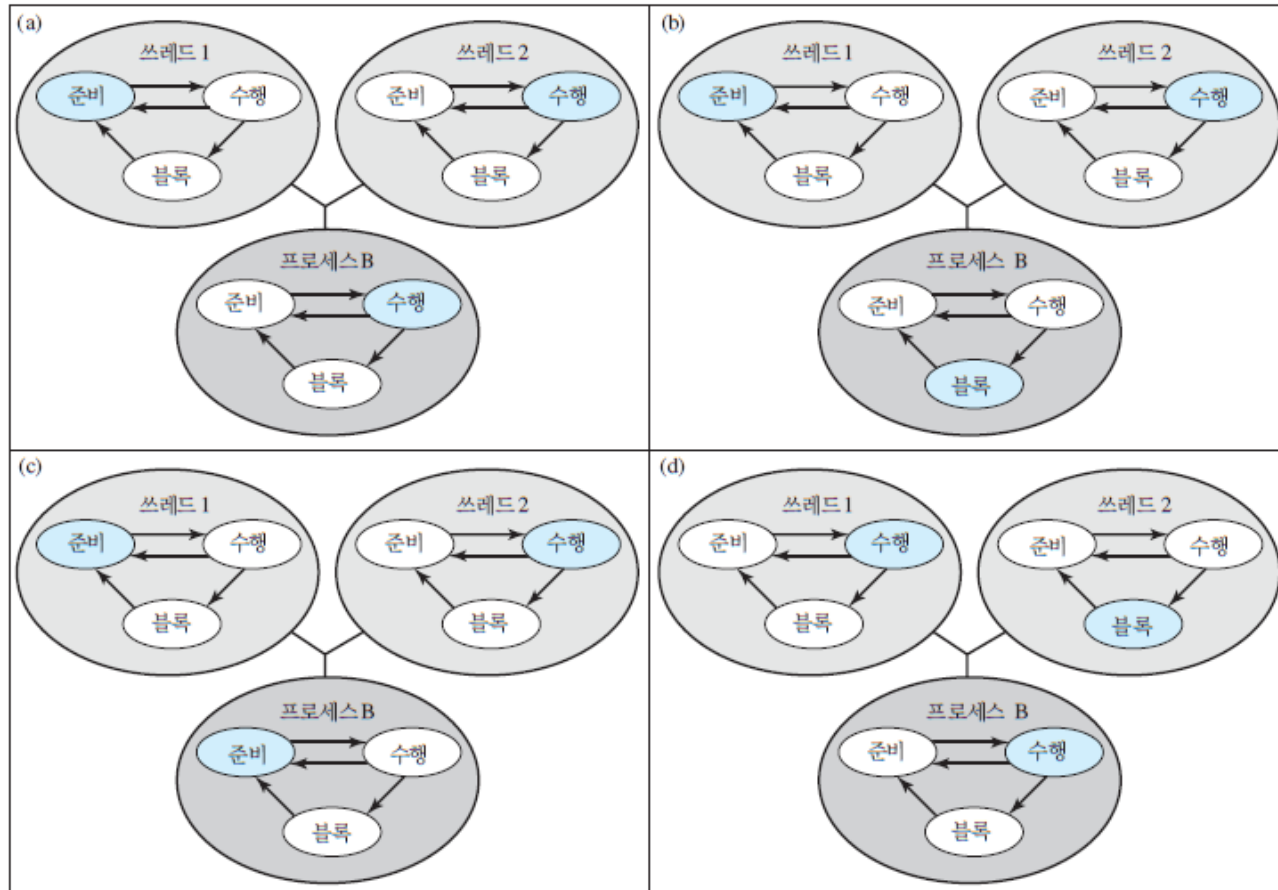 (a)
쓰레드 1
준비
수행
블록
쓰레드 2
준비
수행
블록
프로세스 B
준비
수행
블록
(b)
쓰레드 1
준비
수행
블록
쓰레드 2
준비
수행
블록
프로세스 B
준비
수행
블록
(c)
쓰레드 1
준비
수행
블록
쓰레드 2
준비
수행
블록
프로세스 B
준비
수행
블록
(d)
쓰레드 1
준비
수행
블록
쓰레드 2
준비
수행
블록
프로세스 B
준비
수행
블록